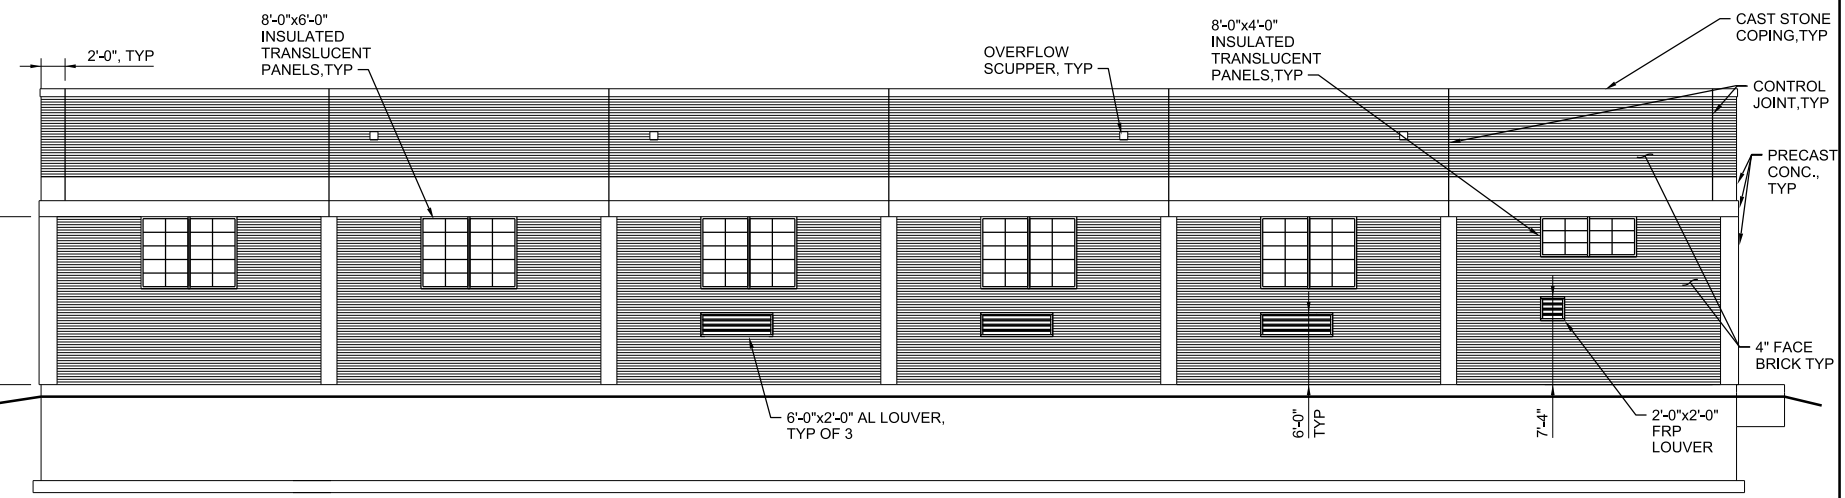 2'-0", TYP
8'-0"x6'-0"
INSULATED
TRANSLUCENT
PANELS,TYP
OVERFLOW
SCUPPER, TYP
8'-0"x4'-0"
INSULATED
TRANSLUCENT
PANELS,TYP
CAST STONE
COPING,TYP
CONTROL
JOINT,TYP
PRECAST
CONC.,
TYP
4" FACE
BRICK TYP
6'-0"x2'-0" AL LOUVER,
TYP OF 3
6'-0"
TYP
7'-4"
2'-0"x2'-0"
FRP
LOUVER